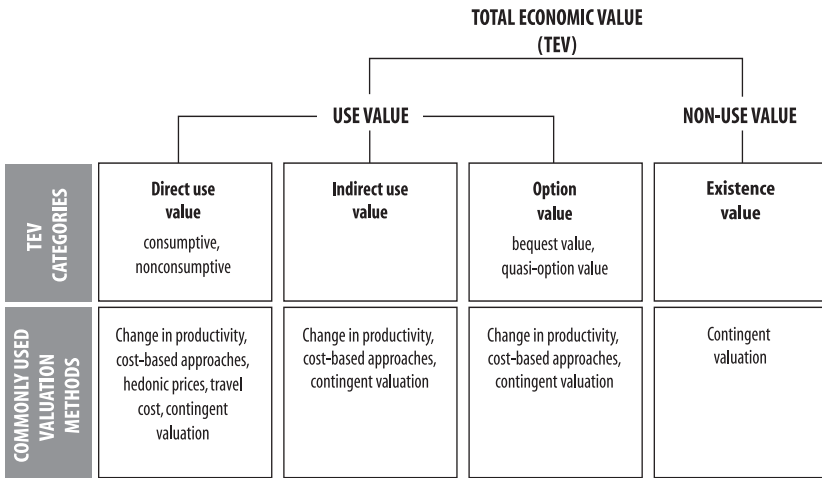 TOTAL ECONOMIC VALUE
(TEV)
USE VALUE
NON-USE VALUE
TEV
CATEGORIES
Direct use
value
consumptive,
nonconsumptive
Indirect use
value
Option
value
bequest value,
quasi-option value
Existence
value
COMMONLY USED
VALUATION
METHODS
Change in productivity,
cost-based approaches,
hedonic prices, travel
cost, contingent
valuation
Change in productivity,
cost-based approaches,
contingent valuation
Change in productivity,
cost-based approaches,
contingent valuation
Contingent
valuation